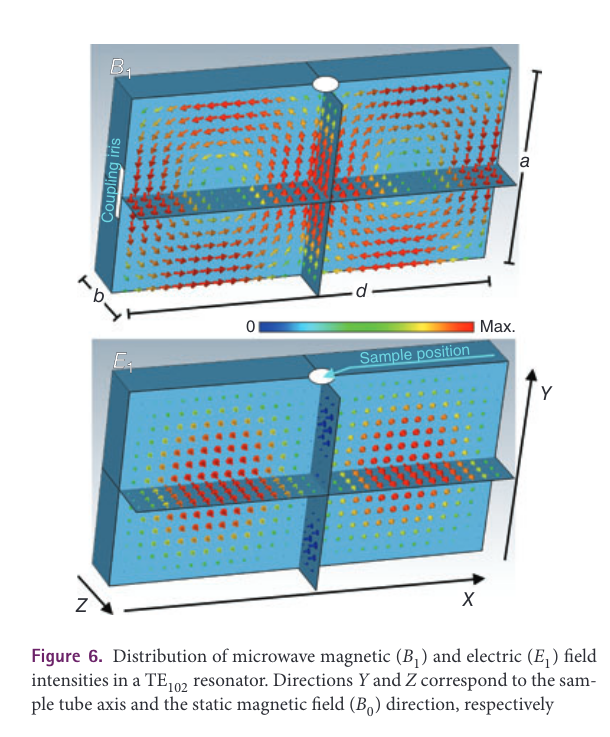 B1
Coupling iris
a
b
d
0 Max.
E1
Sample position
Y
Z
X
Figure 6. Distribution of microwave magnetic (B1) and electric (E1) field
intensities in a TE102 resonator. Directions Y and Z correspond to the sam-
ple tube axis and the static magnetic field (B0) direction, respectively